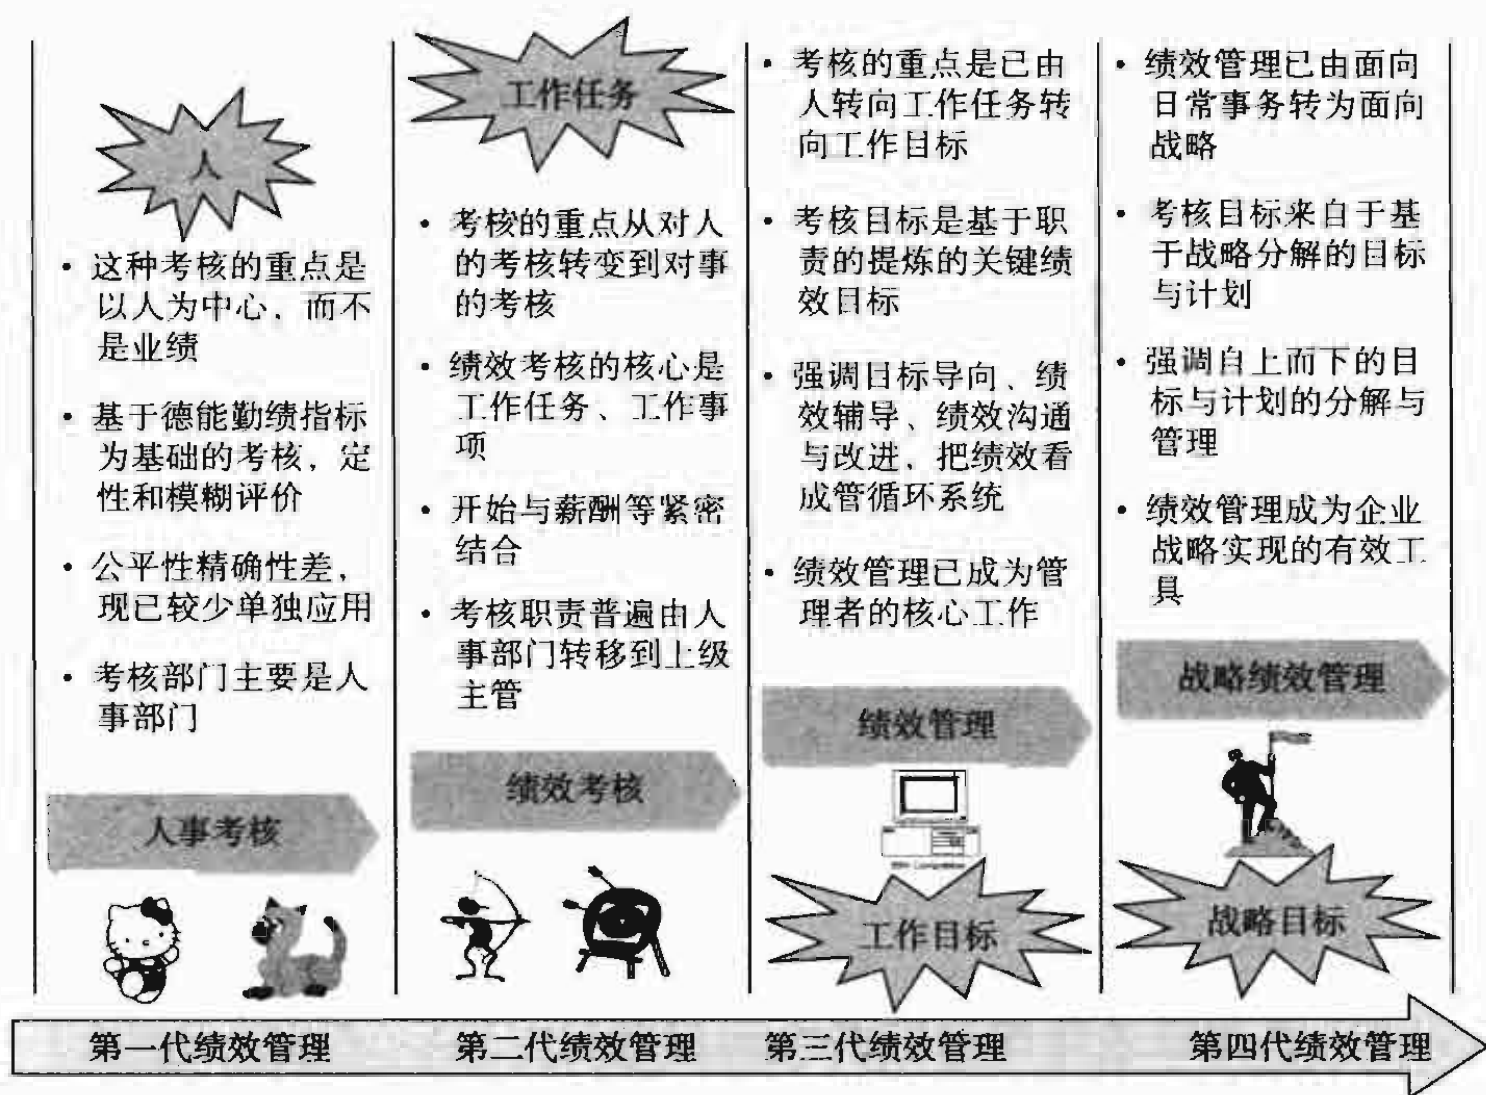 人
这种考核的重点是
以人为中心，而不
是业绩
基于德能勤绩指标
为基础的考核，定
性和模糊评价
公平性精确性差，
现已较少单独应用
考核部门主要是人
事部门
人事考核
第一代绩效管理
工作任务
考核的重点从对人
的考核转变到对事
的考核
绩效考核的核心是
工作任务、工作事
项
开始与薪酬等紧密
结合
考核职责普遍由人
事部门转移到上级
主管
绩效考核
第二代绩效管理
考核的重点是已由
人转向工作任务转
向工作目标
考核目标是基于职
责的提炼的关键绩
效目标
强调目标导向、绩
效辅导、绩效沟通
与改进，把绩效看
成管循环系统
绩效管理已成为管
理者的核心工作
绩效管理
工作目标
第三代绩效管理
绩效管理已由面向
日常事务转为面向
战略
考核目标来自于基
于战略分解的目标
与计划
强调自上而下的目
标与计划的分解与
管理
绩效管理成为企业
战略实现的有效工
具
战略绩效管理
战略目标
第四代绩效管理